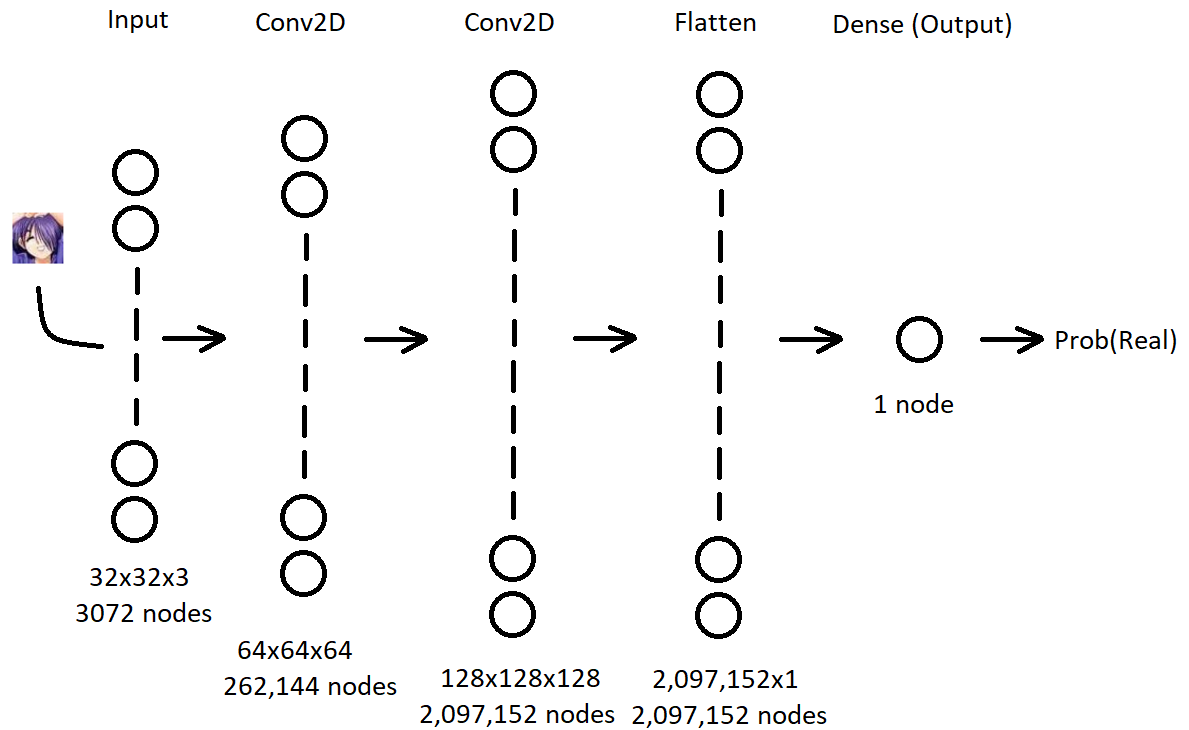 Input
Conv2D
Conv2D
Flatten
Dense (Output)
Prob(Real)
1 node
32x32x3
3072 nodes
64x64x64
262,144 nodes
128x128x128
2,097,152 nodes
2,097,152x1
2,097,152 nodes